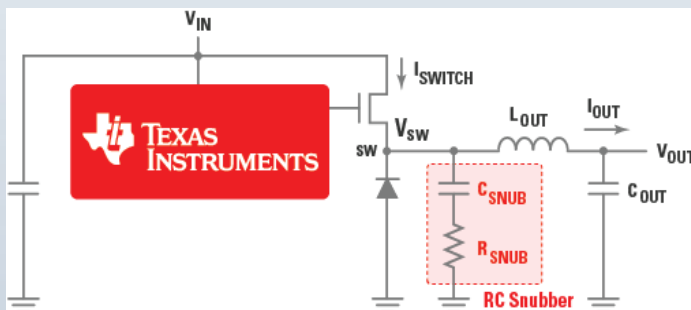 VIN
ISWITCH
LOUT
IOUT
TEXAS
INSTRUMENTS
VSW
SW
VOUT
CSNUB
COUT
RSNUB
RC Snubber